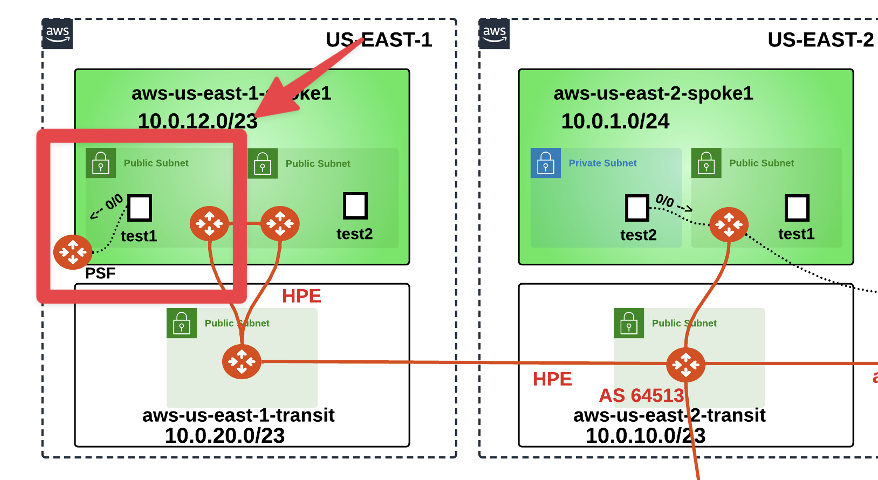 aws
US-EAST-1
aws-us-east-1-spoke1
10.0.12.0/23
Public Subnet
Public Subnet
<-- 0/0
test1
test2
PSF
HPE
Public Subnet
aws-us-east-1-transit
10.0.20.0/23
aws
US-EAST-2
aws-us-east-2-spoke1
10.0.1.0/24
Private Subnet
Public Subnet
0/0 -->
test2
test1
Public Subnet
HPE
AS 64513
aws-us-east-2-transit
10.0.10.0/23